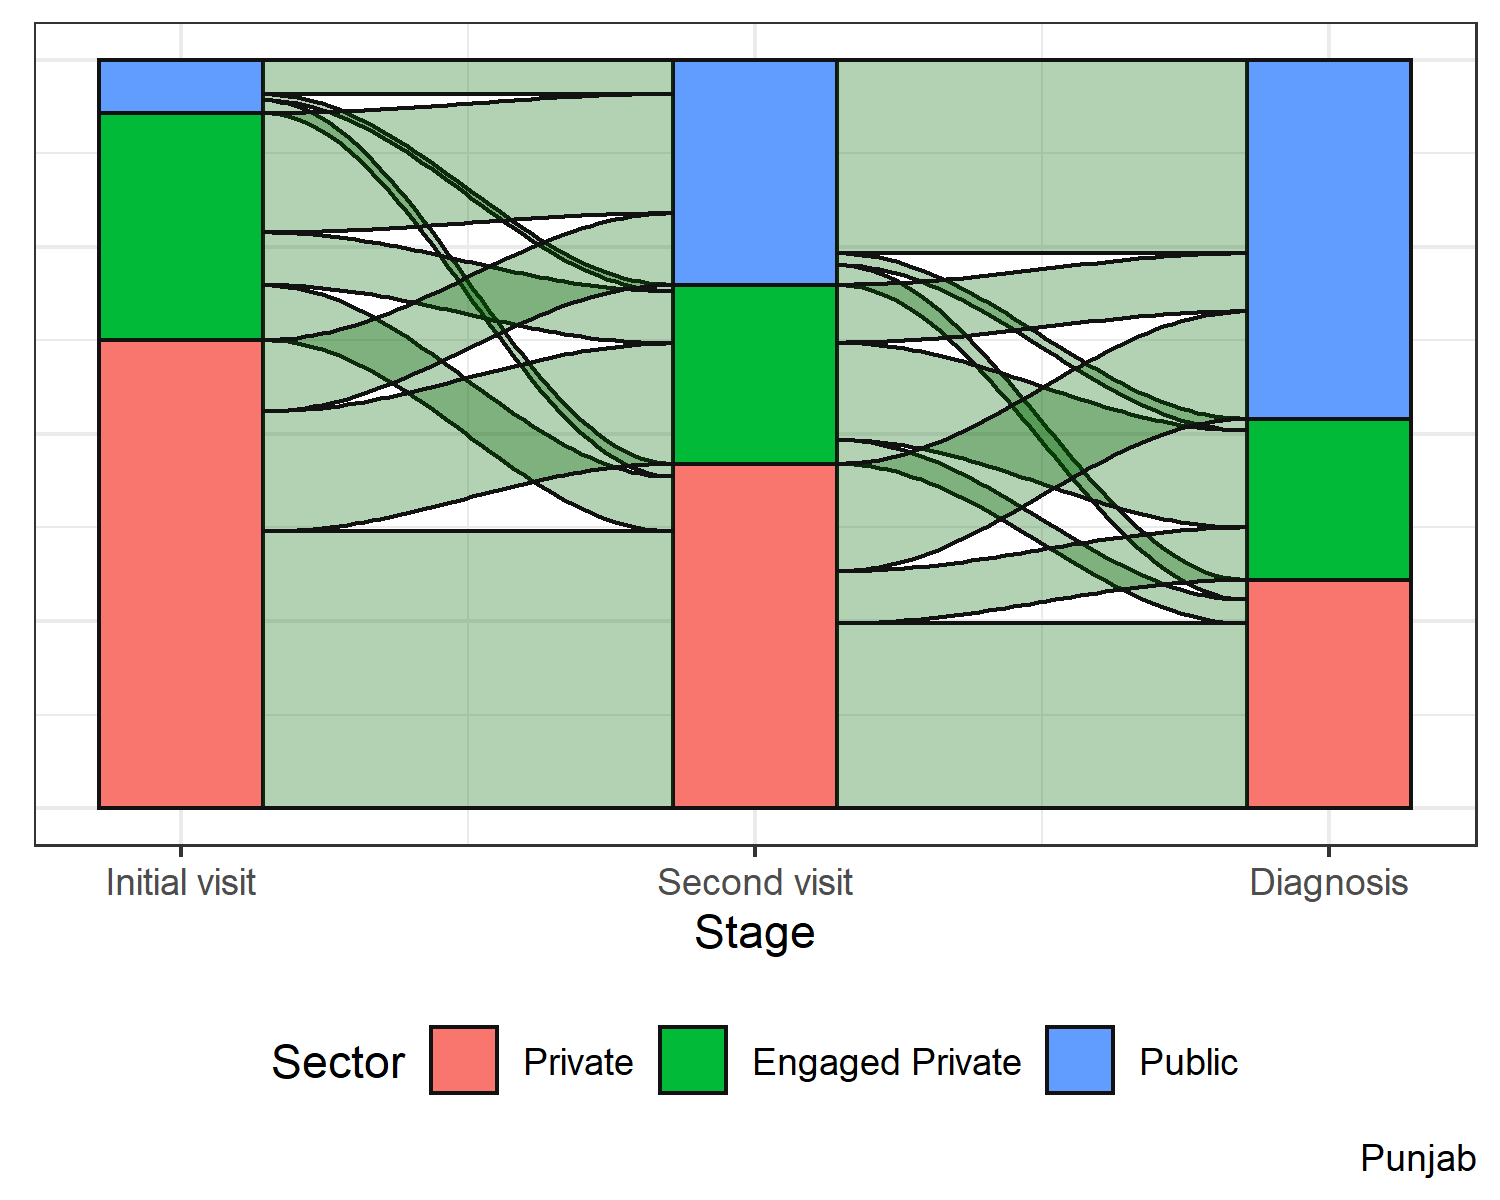 Initial visit Second visit Diagnosis
Stage
Sector Private Engaged Private Public
Punjab